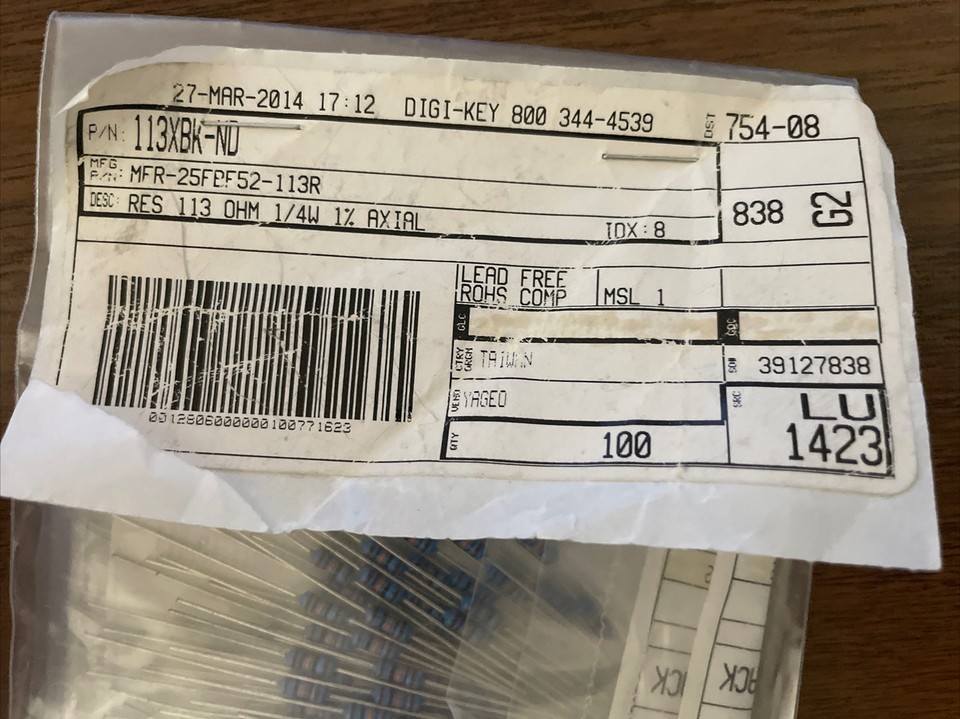 27-MAR-2014 17:12 DIGI-KEY 800 344-4539 DST 754-08
P/N: 113XBK-ND
MFG P/N: MFR-25FBF52-113R
DESC: RES 113 OHM 1/4W 1% AXIAL
IDX: 8
838 G2
LEAD FREE
ROHS COMP
MSL 1
CTRY ORGN TAIWAN
39127838
VEND YAGEO
SRC
QTY 100
1423
0012806000000100771623